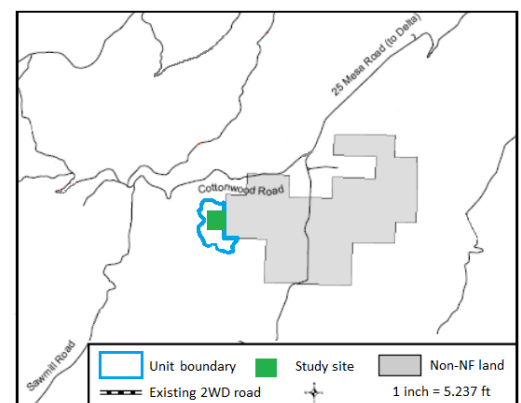 25 Mesa Road (to Delta)
Cottonwood Road
Sawmill Road
Unit boundary
Study site
Non-NF land
Existing 2WD road
1 inch = 5.237 ft